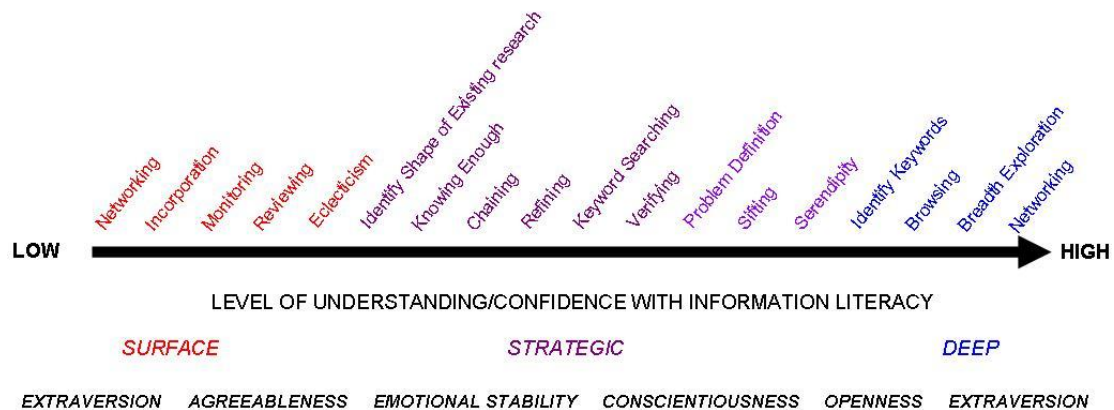 Networking
Incorporation
Monitoring
Reviewing
Eclecticism
Identify Shape of Existing research
Knowing Enough
Chaining
Refining
Keyword Searching
Verifying
Problem Definition
Sifting
Serendipity
Identify Keywords
Browsing
Breadth Exploration
Networking
LOW
HIGH
LEVEL OF UNDERSTANDING/CONFIDENCE WITH INFORMATION LITERACY
SURFACE STRATEGIC DEEP
EXTRAVERSION AGREEABLENESS EMOTIONAL STABILITY CONSCIENTIOUSNESS OPENNESS EXTRAVERSION